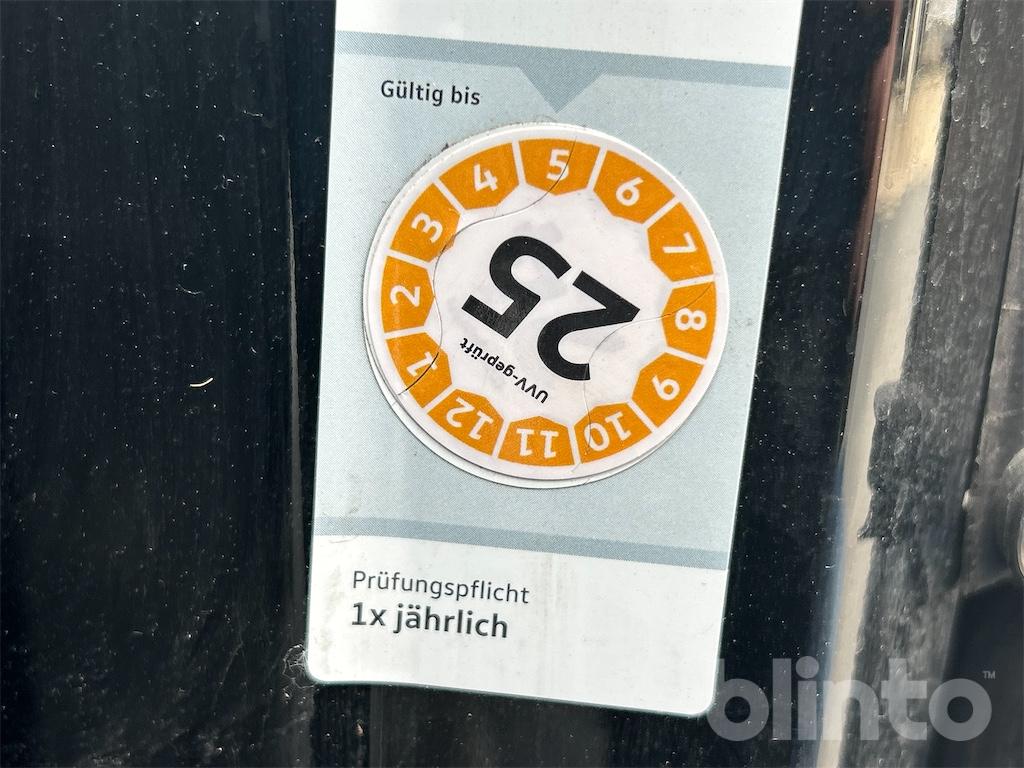 Gültig bis
1 2 3 4 5 6 7 8 9 10 11 12
25
UVV-geprüft
Prüfungspflicht
1x jährlich
blinto™